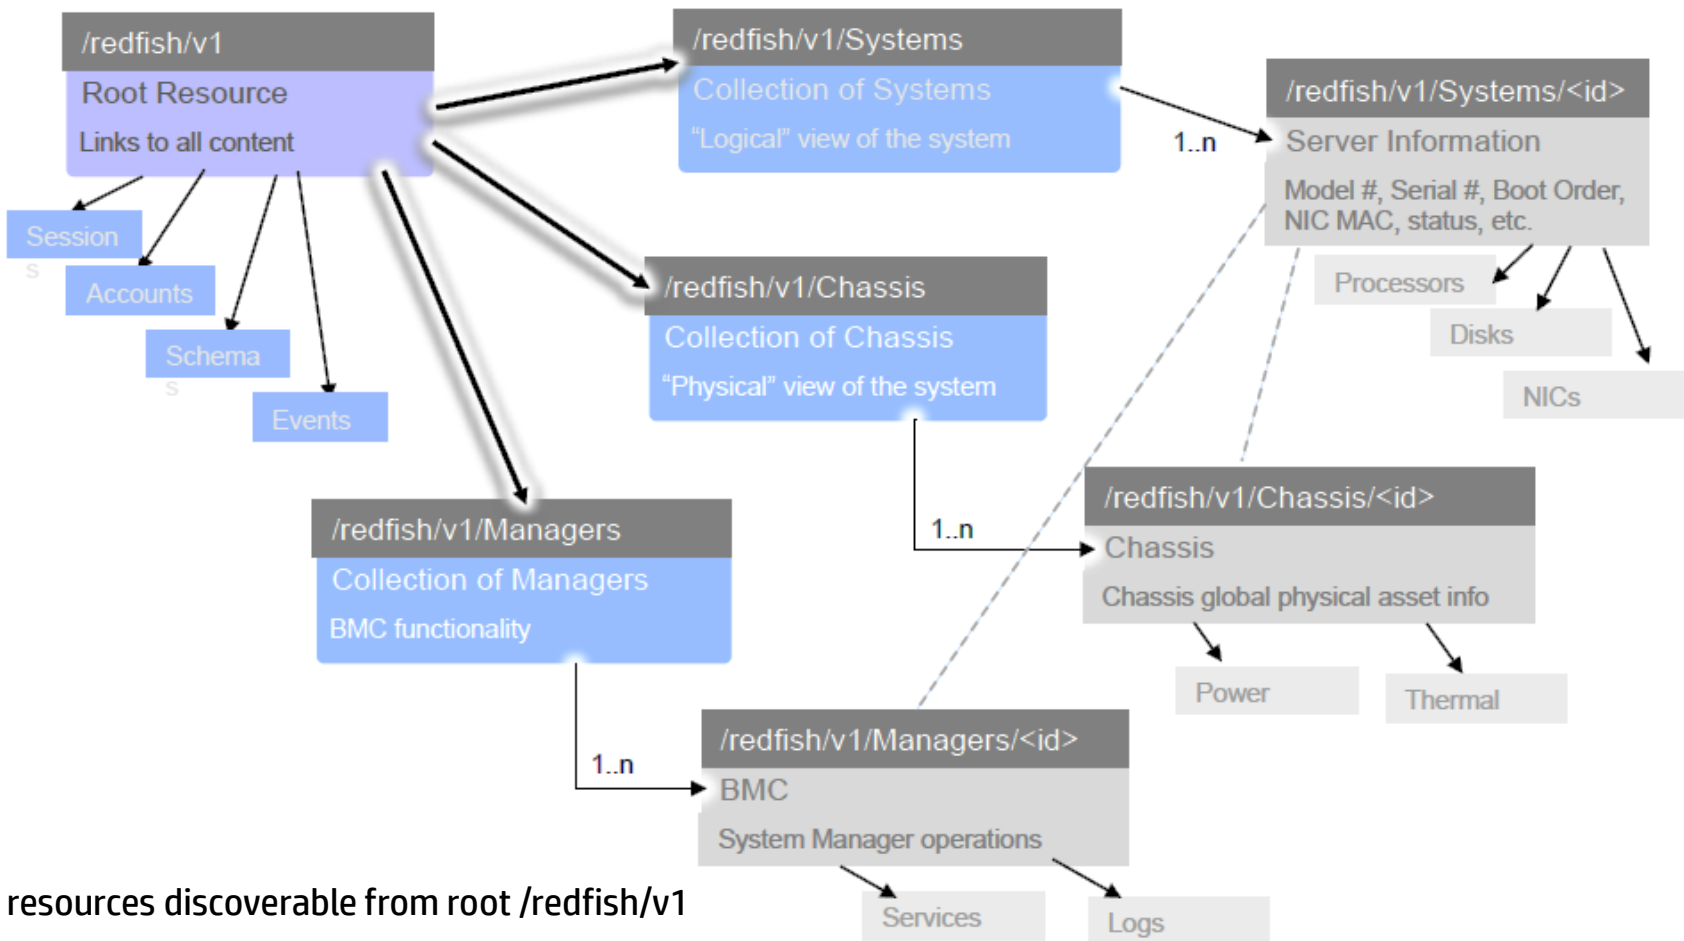 /redfish/v1
Root Resource
Links to all content
Session
s
Accounts
Schema
s
Events
/redfish/v1/Systems
Collection of Systems
“Logical” view of the system
1..n
/redfish/v1/Systems/<id>
Server Information
Model #, Serial #, Boot Order,
NIC MAC, status, etc.
Processors
Disks
NICs
/redfish/v1/Chassis
Collection of Chassis
“Physical” view of the system
1..n
/redfish/v1/Chassis/<id>
Chassis
Chassis global physical asset info
Power
Thermal
/redfish/v1/Managers
Collection of Managers
BMC functionality
1..n
/redfish/v1/Managers/<id>
BMC
System Manager operations
Services
Logs
resources discoverable from root /redfish/v1